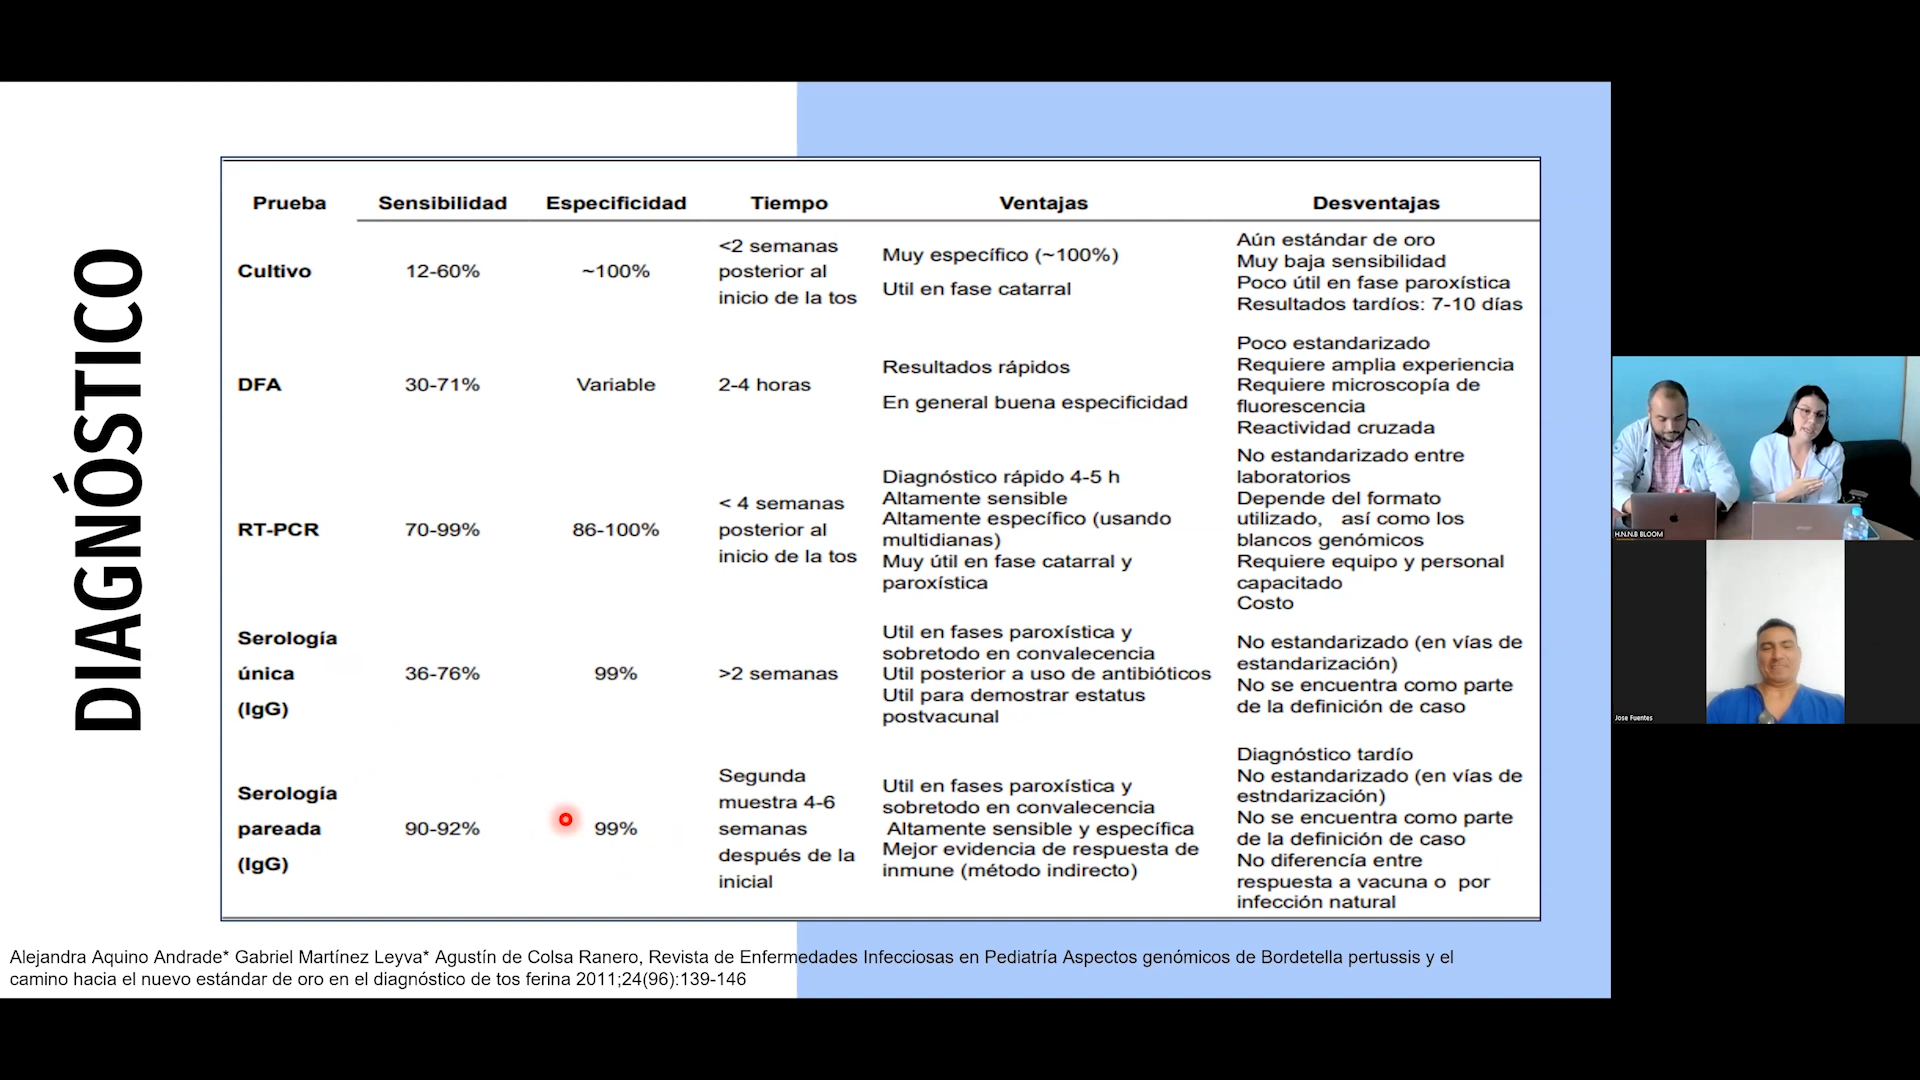 DIAGNÓSTICO
Prueba Sensibilidad Especificidad Tiempo Ventajas Desventajas
Cultivo
12-60%
~100%
<2 semanas
posterior al
inicio de la tos
Muy específico (~100%)
Util en fase catarral
Aún estándar de oro
Muy baja sensibilidad
Poco útil en fase paroxística
Resultados tardíos: 7-10 días
DFA
30-71%
Variable
2-4 horas
Resultados rápidos
En general buena especificidad
Poco estandarizado
Requiere amplia experiencia
Requiere microscopía de
fluorescencia
Reactividad cruzada
RT-PCR
70-99%
86-100%
< 4 semanas
posterior al
inicio de la tos
Diagnóstico rápido 4-5 h
Altamente sensible
Altamente específico (usando
multidianas)
Muy útil en fase catarral y
paroxística
No estandarizado entre
laboratorios
Depende del formato
utilizado, así como los
blancos genómicos
Requiere equipo y personal
capacitado
Costo
Serología
única
(IgG)
36-76%
99%
>2 semanas
Util en fases paroxística y
sobretodo en convalecencia
Util posterior a uso de antibióticos
Util para demostrar estatus
postvacunal
No estandarizado (en vías de
estandarización)
No se encuentra como parte
de la definición de caso
Serología
pareada
(IgG)
90-92%
99%
Segunda
muestra 4-6
semanas
después de la
inicial
Util en fases paroxística y
sobretodo en convalecencia
Altamente sensible y específica
Mejor evidencia de respuesta de
inmune (método indirecto)
Diagnóstico tardío
No estandarizado (en vías de
estndarización)
No se encuentra como parte
de la definición de caso
No diferencía entre
respuesta a vacuna o por
infección natural
Alejandra Aquino Andrade* Gabriel Martínez Leyva* Agustín de Colsa Ranero, Revista de Enfermedades Infecciosas en Pediatría Aspectos genómicos de Bordetella pertussis y el
camino hacia el nuevo estándar de oro en el diagnóstico de tos ferina 2011;24(96):139-146
H.N.N.B BLOOM
Jose Fuentes